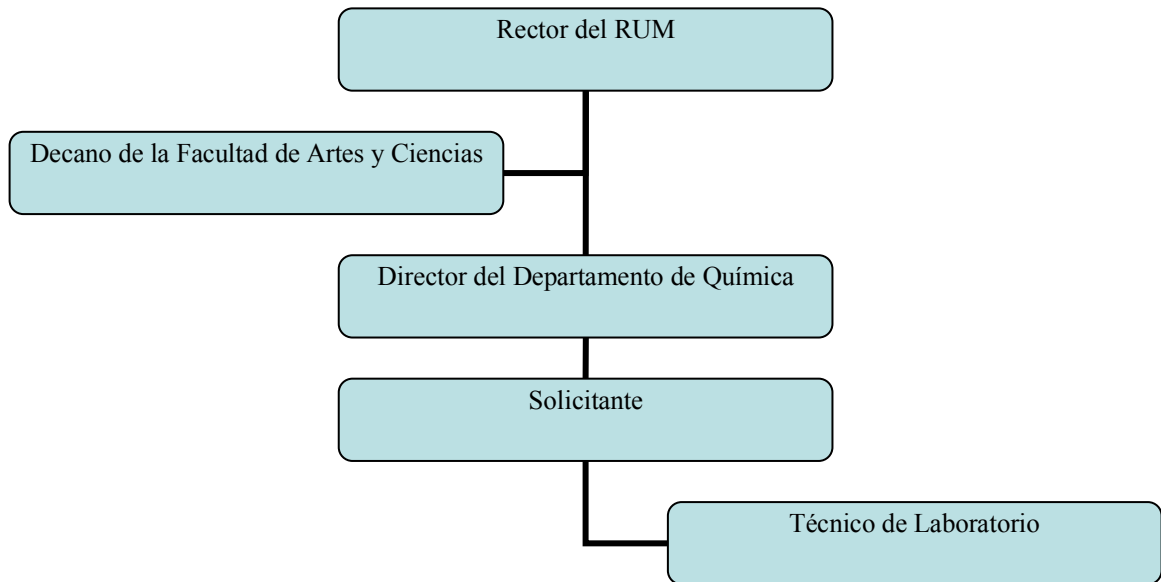 Rector del RUM
Decano de la Facultad de Artes y Ciencias
Director del Departamento de Química
Solicitante
Técnico de Laboratorio